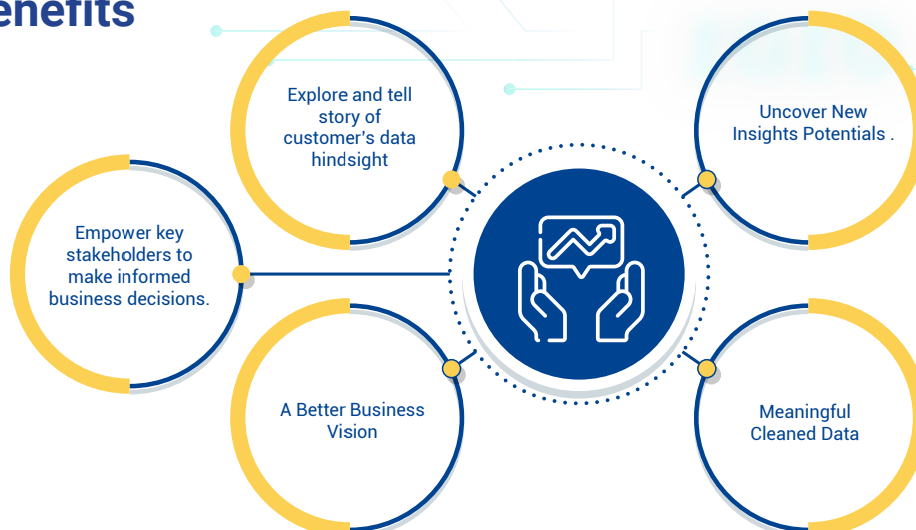 enefits
Explore and tell
story of
customer's data
hindsight
Uncover New
Insights Potentials .
Empower key
stakeholders to
make informed
business decisions.
A Better Business
Vision
Meaningful
Cleaned Data